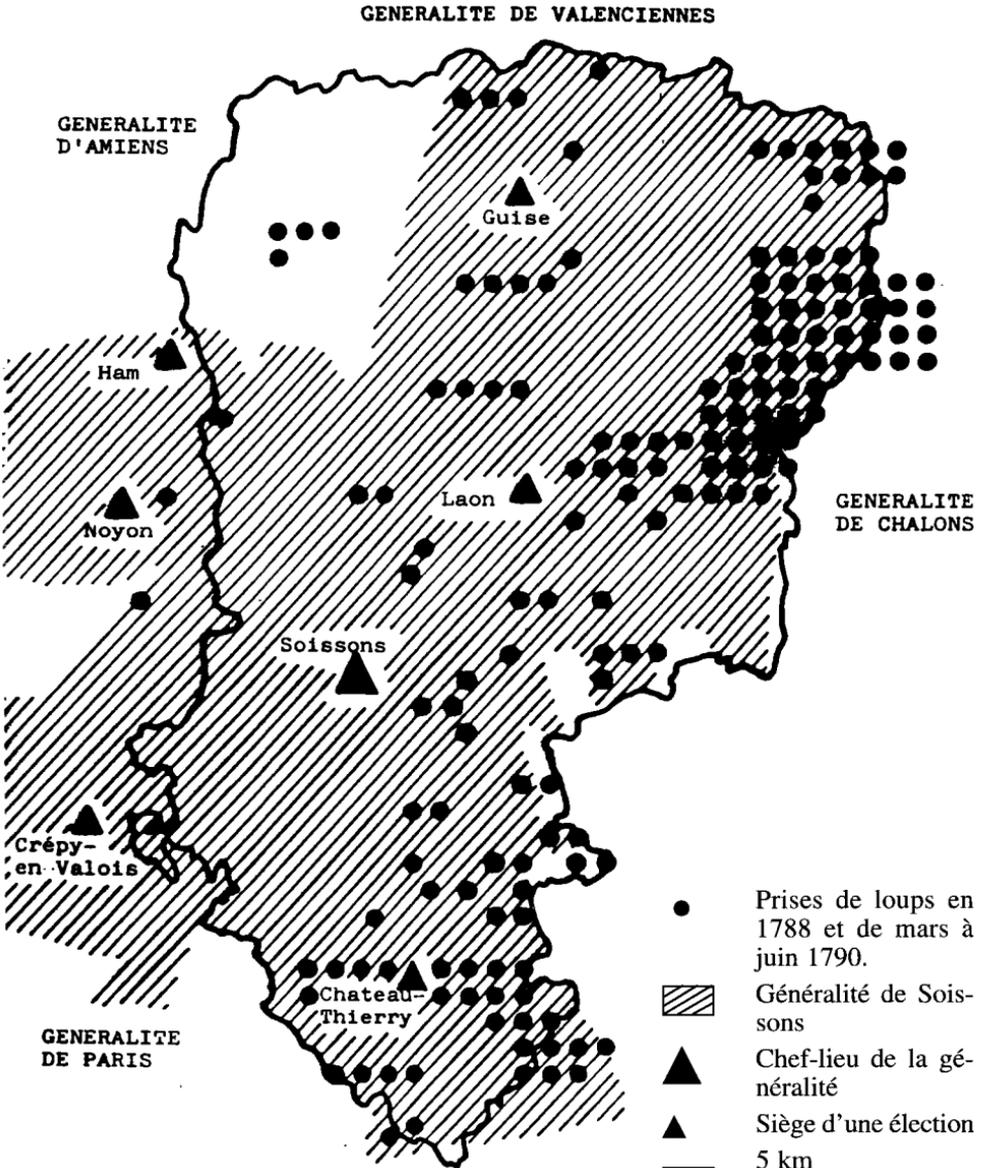 GENERALITE DE VALENCIENNES
GENERALITE
D'AMIENS
Guise
Ham
Laon
Noyon
GENERALITE
DE CHALONS
Soissons
Crépy-
en Valois
Chateau-
Thierry
GENERALITE
DE PARIS
Prises de loups en
1788 et de mars à
juin 1790.
Généralité de Sois-
sons
Chef-lieu de la gé-
néralité
Siège d'une élection
5 km